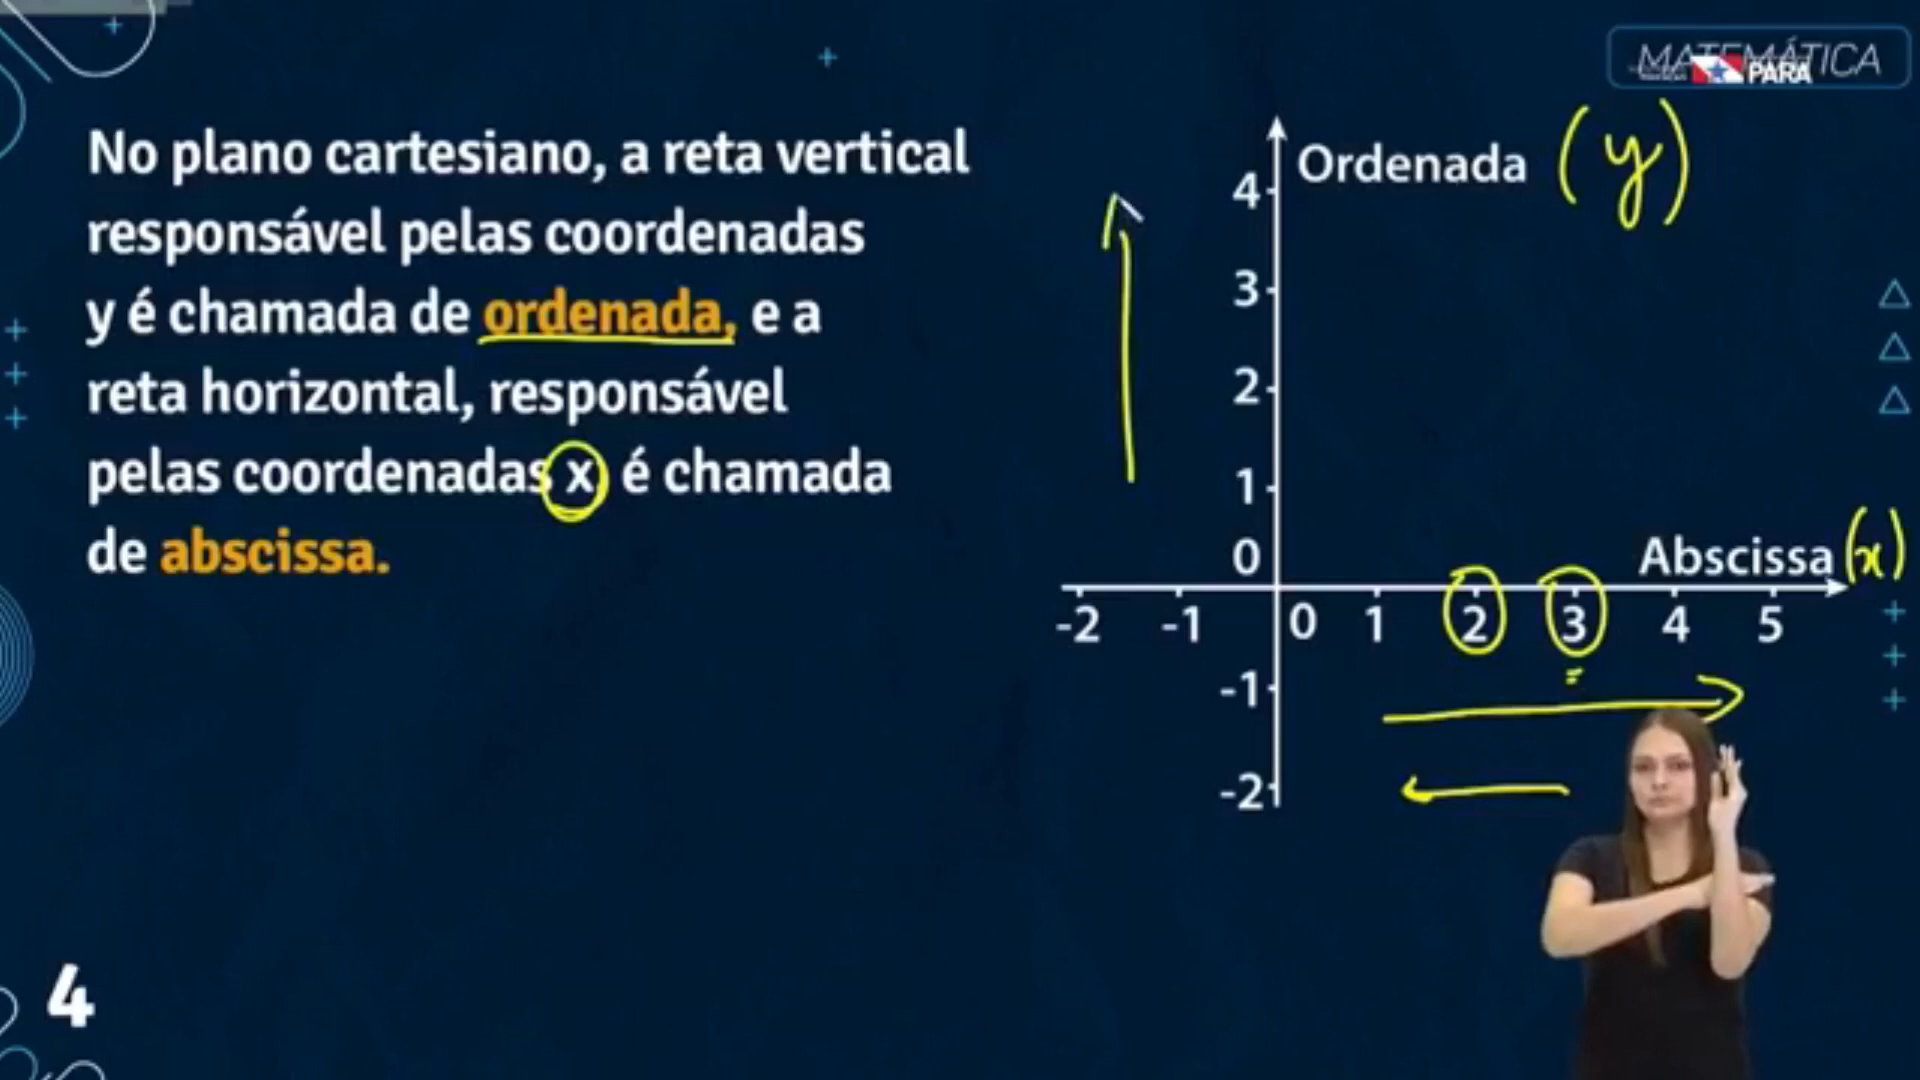 MATEMÁTICA
PARÁ
No plano cartesiano, a reta vertical
responsável pelas coordenadas
y é chamada de ordenada, e a
reta horizontal, responsável
pelas coordenadas x, é chamada
de abscissa.
Ordenada (y)
4
3
2
1
0
Abscissa (x)
-2 -1 0 1 2 3 4 5
-1
-2
4